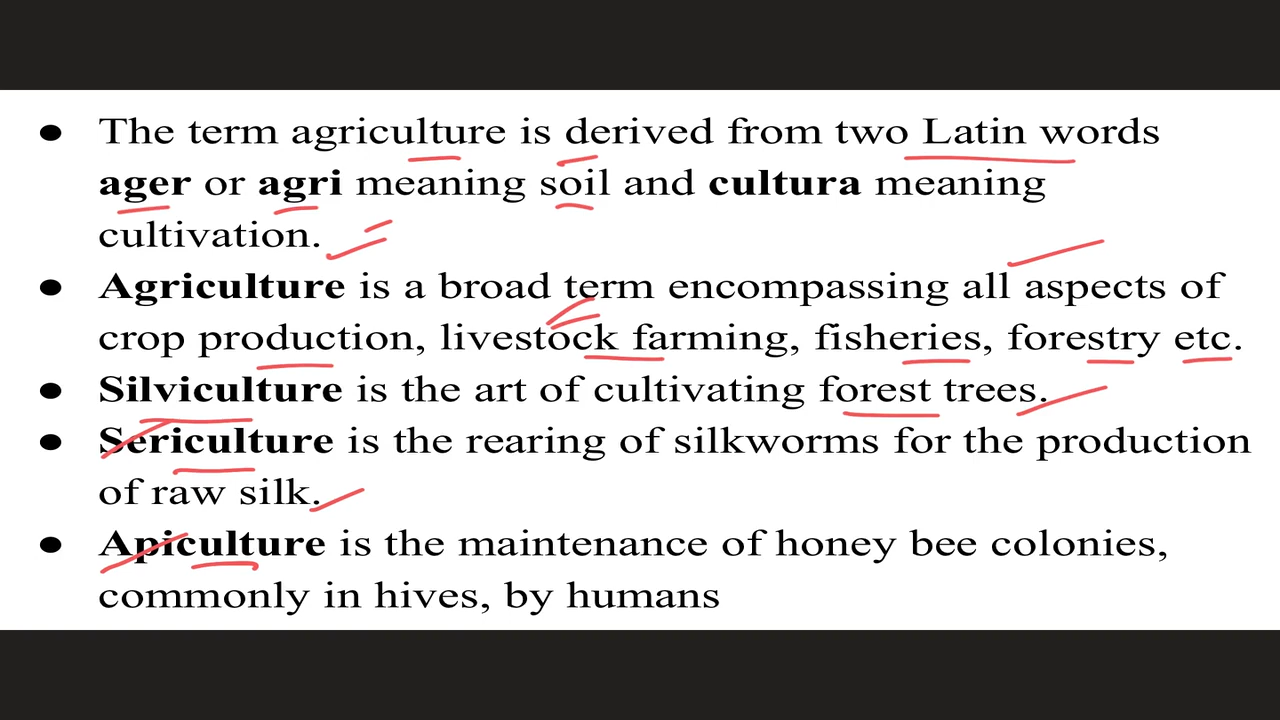 ● The term agriculture is derived from two Latin words
ager or agri meaning soil and cultura meaning
cultivation.
● Agriculture is a broad term encompassing all aspects of
crop production, livestock farming, fisheries, forestry etc.
● Silviculture is the art of cultivating forest trees.
● Sericulture is the rearing of silkworms for the production
of raw silk.
● Apiculture is the maintenance of honey bee colonies,
commonly in hives, by humans